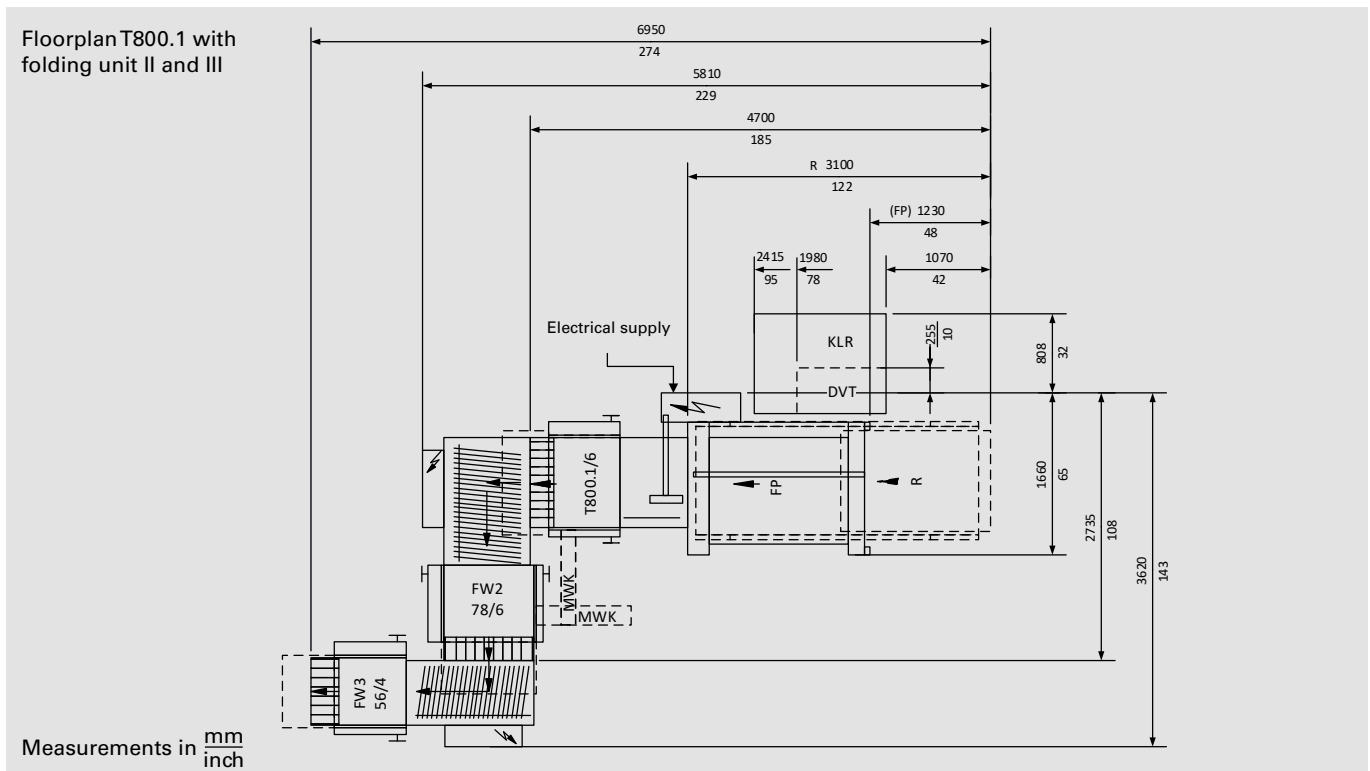 Floorplan T800.1 with
folding unit II and III
6950
274
5810
229
4700
185
R 3100
122
(FP) 1230
48
2415
95
1980
78
1070
42
Electrical supply
KLR
255
10
808
32
DVT
T800.1/6
FP
R
1660
65
2735
108
3620
143
FW2
78/6
MWK
MWK
FW3
56/4
Measurements in mm
inch